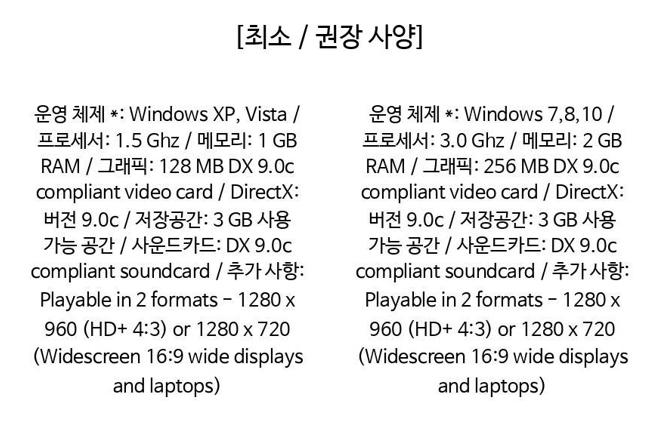 [최소 / 권장 사양]
운영 체제 *: Windows XP, Vista /
프로세서: 1.5 Ghz / 메모리: 1 GB
RAM / 그래픽: 128 MB DX 9.0c
compliant video card / DirectX:
버전 9.0c / 저장공간: 3 GB 사용
가능 공간 / 사운드카드: DX 9.0c
compliant soundcard / 추가 사항:
Playable in 2 formats - 1280 x
960 (HD+ 4:3) or 1280 x 720
(Widescreen 16:9 wide displays
and laptops)
운영 체제 *: Windows 7,8,10 /
프로세서: 3.0 Ghz / 메모리: 2 GB
RAM / 그래픽: 256 MB DX 9.0c
compliant video card / DirectX:
버전 9.0c / 저장공간: 3 GB 사용
가능 공간 / 사운드카드: DX 9.0c
compliant soundcard / 추가 사항:
Playable in 2 formats - 1280 x
960 (HD+ 4:3) or 1280 x 720
(Widescreen 16:9 wide displays
and laptops)